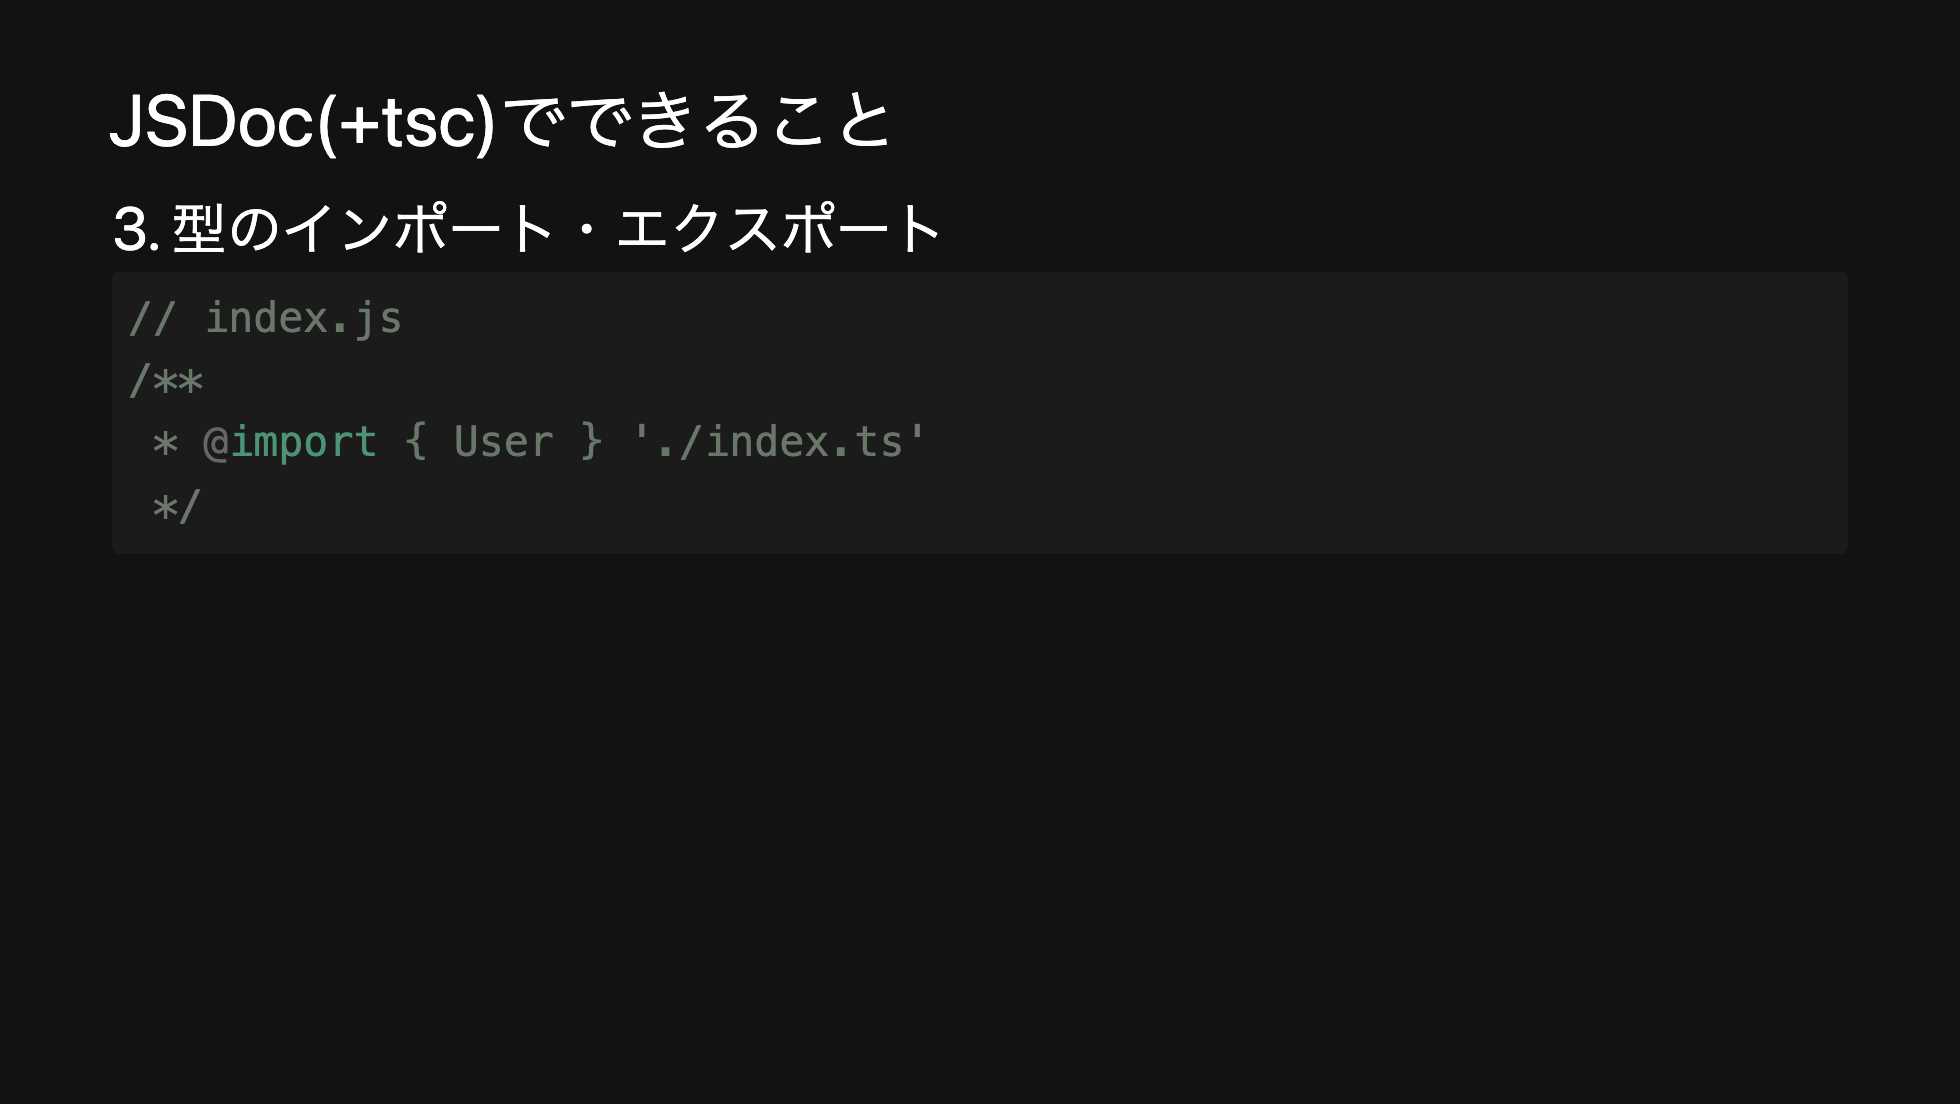 JSDoc(+tsc)でできること
3. 型のインポート・エクスポート
// index.js
/**
 * @import { User } './index.ts'
 */